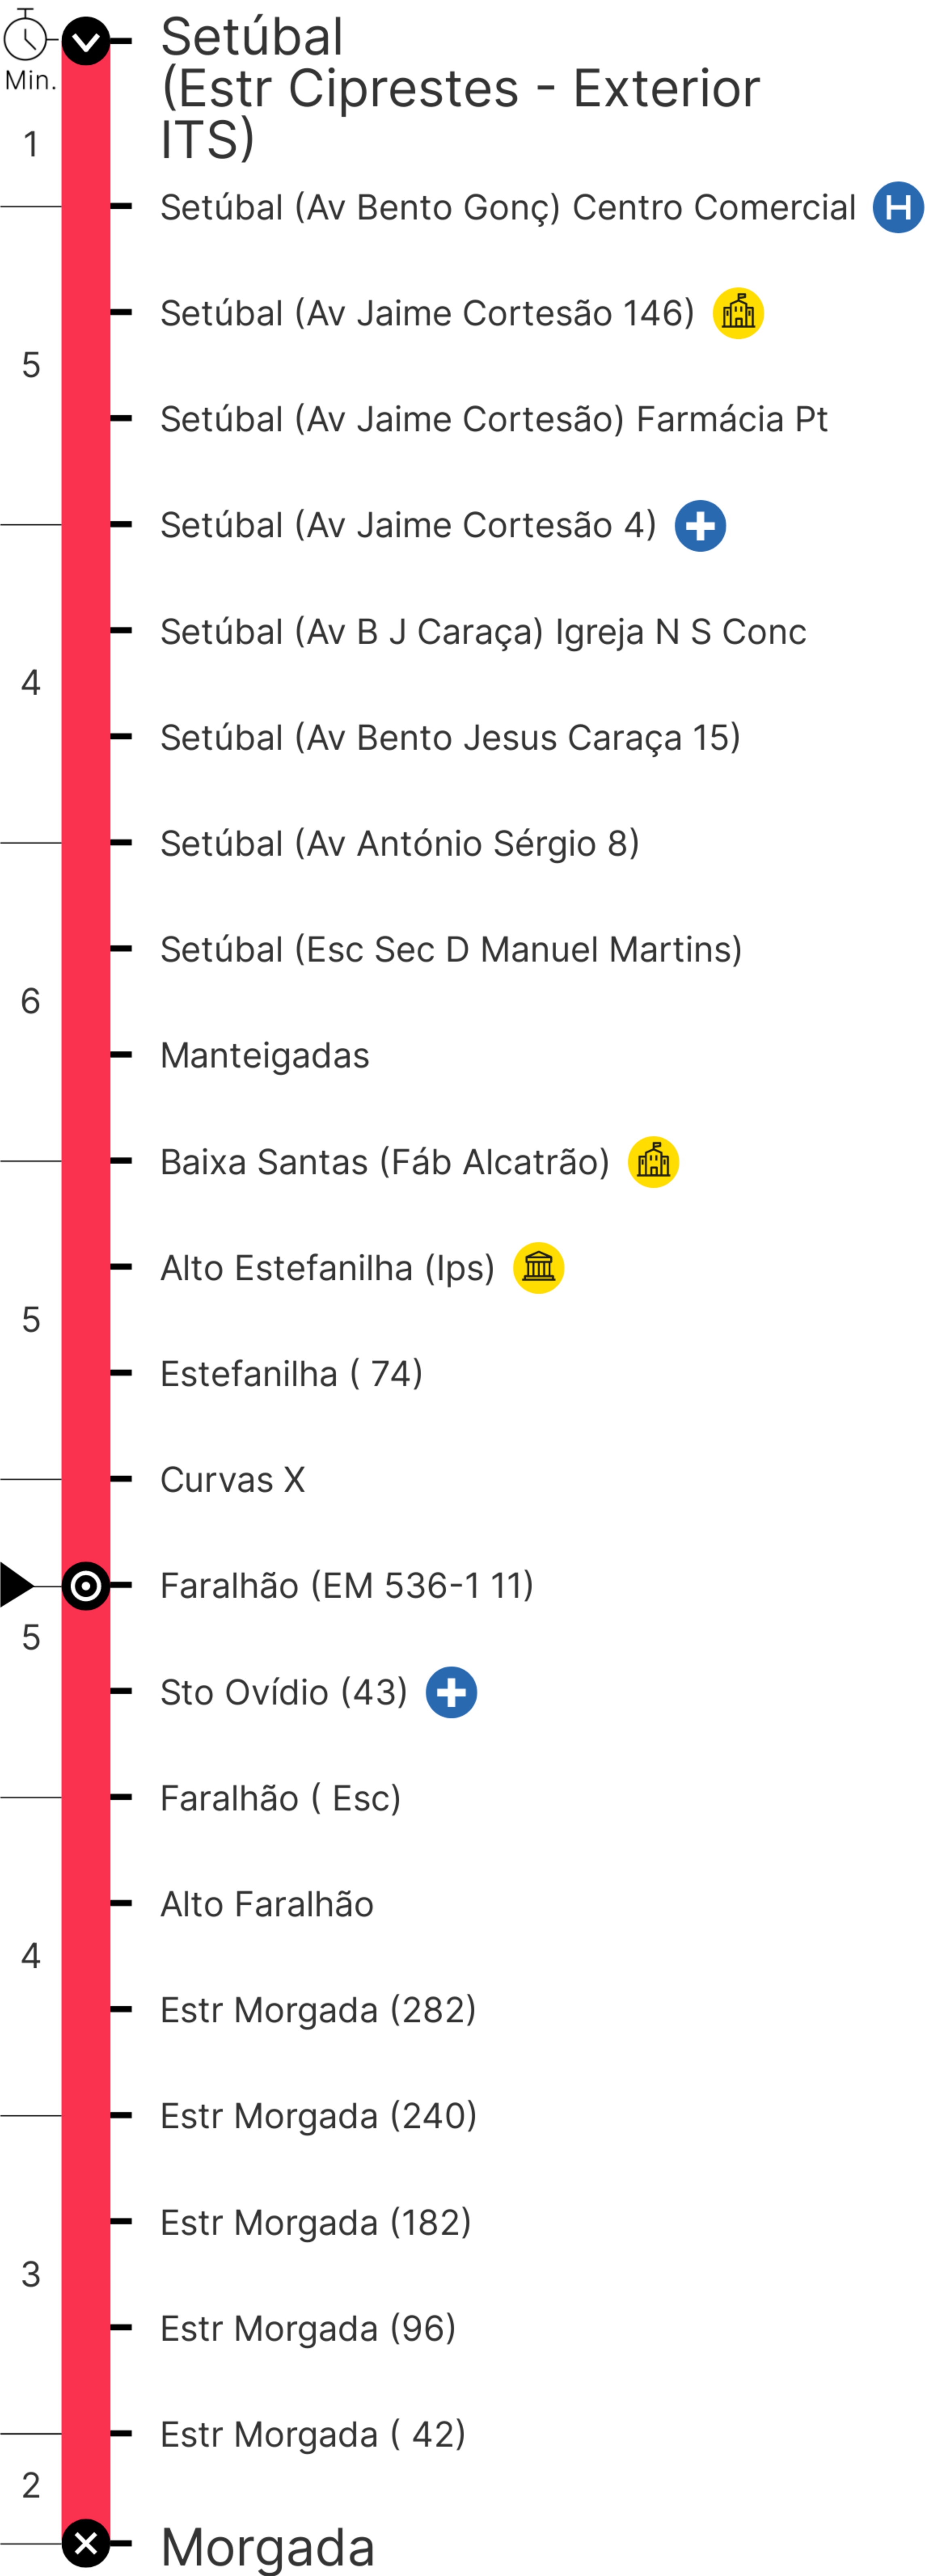 Setúbal
(Estr Ciprestes - Exterior
ITS)
Min.
1
Setúbal (Av Bento Gonç) Centro Comercial H
Setúbal (Av Jaime Cortesão 146)
5
Setúbal (Av Jaime Cortesão) Farmácia Pt
Setúbal (Av Jaime Cortesão 4)
Setúbal (Av B J Caraça) Igreja N S Conc
4
Setúbal (Av Bento Jesus Caraça 15)
Setúbal (Av António Sérgio 8)
Setúbal (Esc Sec D Manuel Martins)
6
Manteigadas
Baixa Santas (Fáb Alcatrão)
Alto Estefanilha (Ips)
5
Estefanilha ( 74)
Curvas X
Faralhão (EM 536-1 11)
5
Sto Ovídio (43)
Faralhão ( Esc)
Alto Faralhão
4
Estr Morgada (282)
Estr Morgada (240)
Estr Morgada (182)
3
Estr Morgada (96)
Estr Morgada ( 42)
2
Morgada